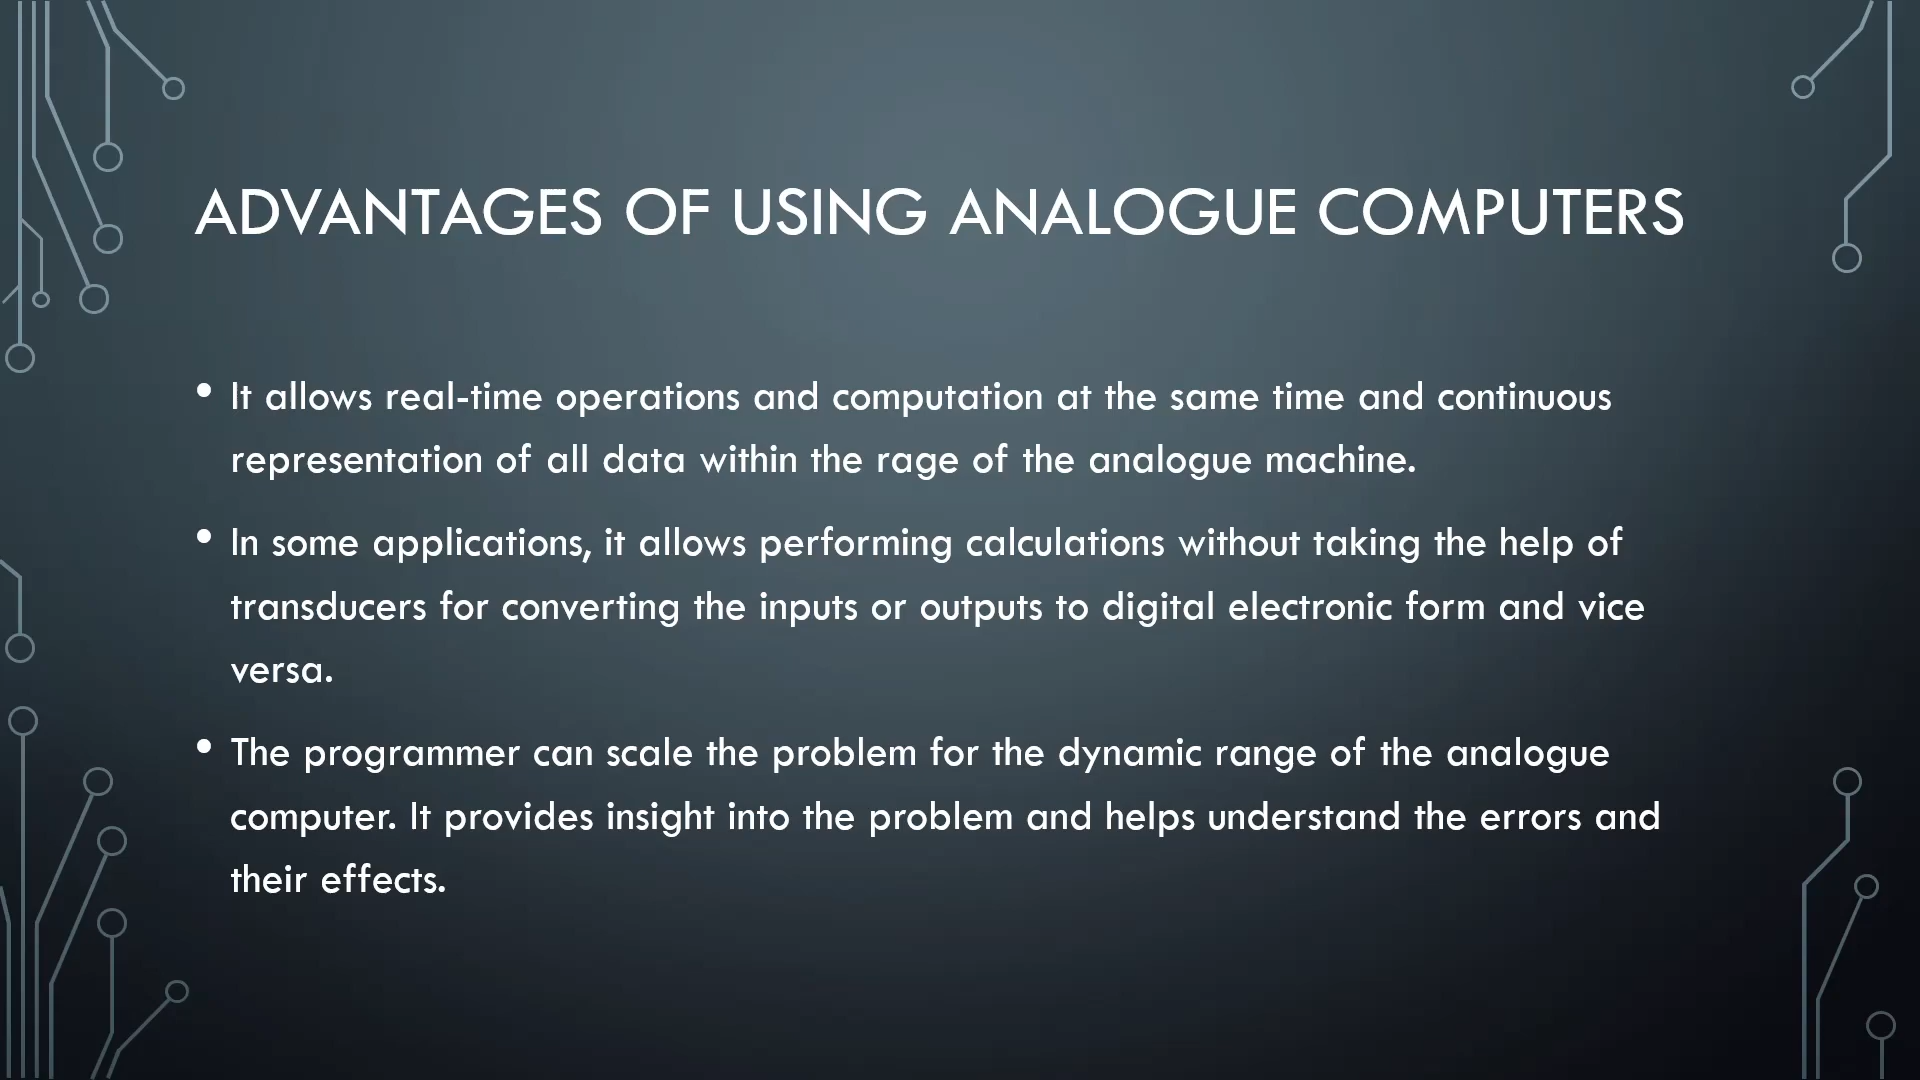 ADVANTAGES OF USING ANALOGUE COMPUTERS
• It allows real-time operations and computation at the same time and continuous
representation of all data within the rage of the analogue machine.
• In some applications, it allows performing calculations without taking the help of
transducers for converting the inputs or outputs to digital electronic form and vice
versa.
• The programmer can scale the problem for the dynamic range of the analogue
computer. It provides insight into the problem and helps understand the errors and
their effects.